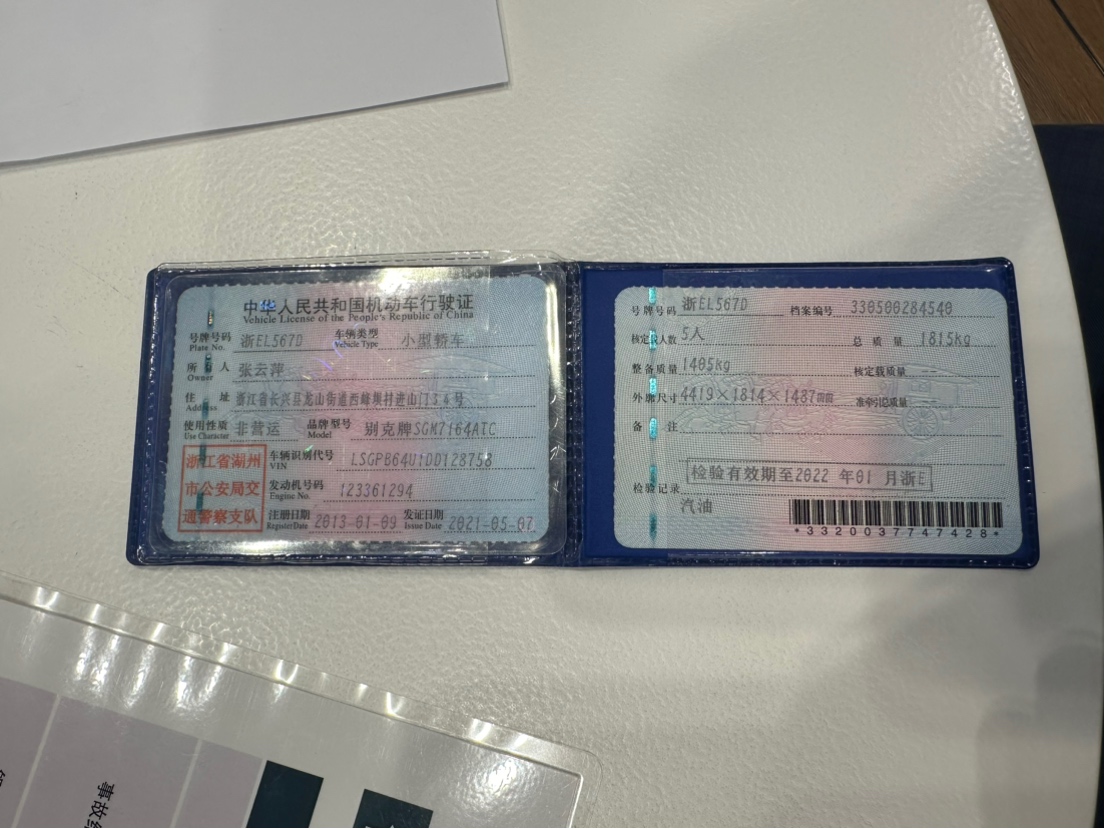 中华人民共和国机动车行驶证
Vehicle License of the People's Republic of China
号牌号码 浙EL567D 车辆类型 小型轿车
Plate No. Vehicle Type
所有人 张云萍
Owner
住址 浙江省长兴县龙山街道西峰坝村进山门134号
Address
使用性质 非营运 品牌型号 别克牌SGM7164ATC
Use Character Model
浙江省湖州
市公安局交
通警察支队
车辆识别代号 LSGPB64U1DD128758
VIN
发动机号码 123361294
Engine No.
注册日期 2013-01-09 发证日期 2021-05-07
Register Date Issue Date
号牌号码 浙EL567D 档案编号 330500284540
核定载人数 5人 总质量 1815kg
整备质量 1405kg 核定载质量 --
外廓尺寸 4419×1814×1487mm 准牵引总质量 --
备注
检验有效期至2022年01月浙E
检验记录
汽油
*3320037747428*
事故